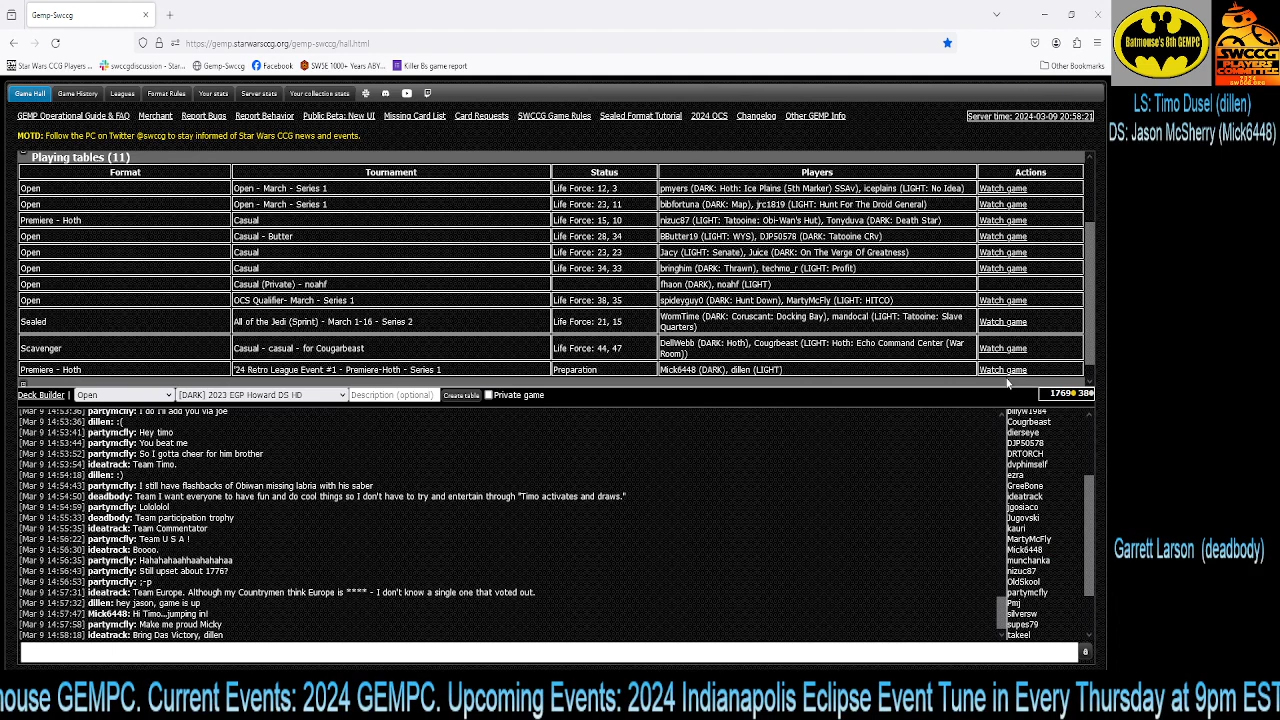 Gemp-Swccg
https://gemp.starwarsccg.org/gemp-swccg/hall.html
Star Wars CCG Players ...
swccgdiscussion - Star...
Gemp-Swccg
Facebook
SW5E 1000+ Years ABY...
Killer Bs game report
Other Bookmarks
Game Hall
Game History
Leagues
Format Rules
Your stats
Server stats
Your collection stats
GEMP Operational Guide & FAQ
Merchant
Report Bugs
Report Behavior
Public Beta: New UI
Missing Card List
Card Requests
SWCCG Game Rules
Sealed Format Tutorial
2024 OCS
Changelog
Other GEMP Info
Server time: 2024-03-09 20:58:21
MOTD: Follow the PC on Twitter @swccg to stay informed of Star Wars CCG news and events.
Playing tables (11)
Format Tournament Status Players Actions
Open Open - March - Series 1 Life Force: 12, 3 pmyers (DARK: Hoth: Ice Plains (5th Marker) SSAv), iceplains (LIGHT: No Idea) Watch game
Open Open - March - Series 1 Life Force: 23, 11 bibfortuna (DARK: Map), jrc1819 (LIGHT: Hunt For The Droid General) Watch game
Premiere - Hoth Casual Life Force: 15, 10 nizuc87 (LIGHT: Tatooine: Obi-Wan's Hut), Tonyduva (DARK: Death Star) Watch game
Open Casual - Butter Life Force: 28, 34 BButter19 (LIGHT: WYS), DJP50578 (DARK: Tatooine CRv) Watch game
Open Casual Life Force: 23, 23 Jacy (LIGHT: Senate), Juice (DARK: On The Verge Of Greatness) Watch game
Open Casual Life Force: 34, 33 bringhim (DARK: Thrawn), techmo_r (LIGHT: Profit) Watch game
Open Casual (Private) - noahf fhaon (DARK), noahf (LIGHT)
Open OCS Qualifier- March - Series 1 Life Force: 38, 35 spideyguy0 (DARK: Hunt Down), MartyMcFly (LIGHT: HITCO) Watch game
Sealed All of the Jedi (Sprint) - March 1-16 - Series 2 Life Force: 21, 15 WormTime (DARK: Coruscant: Docking Bay), mandocal (LIGHT: Tatooine: Slave Quarters) Watch game
Scavenger Casual - casual - for Cougarbeast Life Force: 44, 47 DellWebb (DARK: Hoth), Cougrbeast (LIGHT: Hoth: Echo Command Center (War Room)) Watch game
Premiere - Hoth '24 Retro League Event #1 - Premiere-Hoth - Series 1 Preparation Mick6448 (DARK), dillen (LIGHT) Watch game
Deck Builder | Open [DARK] 2023 EGP Howard DS HD Description (optional) Create table Private game 1769 38
[Mar 9 14:53:36] partymcfly: I do I'll add you via joe
[Mar 9 14:53:36] dillen: :(
[Mar 9 14:53:41] partymcfly: Hey timo
[Mar 9 14:53:44] partymcfly: You beat me
[Mar 9 14:53:52] partymcfly: So I gotta cheer for him brother
[Mar 9 14:53:54] ideatrack: Team Timo.
[Mar 9 14:54:18] dillen: :)
[Mar 9 14:54:43] partymcfly: I still have flashbacks of Obiwan missing labria with his saber
[Mar 9 14:54:50] deadbody: Team I want everyone to have fun and do cool things so I don't have to try and entertain through "Timo activates and draws."
[Mar 9 14:54:59] partymcfly: Lolololol
[Mar 9 14:55:33] deadbody: Team participation trophy
[Mar 9 14:55:35] ideatrack: Team Commentator
[Mar 9 14:56:22] partymcfly: Team U S A !
[Mar 9 14:56:30] ideatrack: Boooo.
[Mar 9 14:56:35] partymcfly: Hahahahaahhaahahahaa
[Mar 9 14:56:43] partymcfly: Still upset about 1776?
[Mar 9 14:56:53] partymcfly: ;-p
[Mar 9 14:57:31] ideatrack: Team Europe. Although my Countrymen think Europe is **** - I don't know a single one that voted out.
[Mar 9 14:57:32] dillen: hey jason, game is up
[Mar 9 14:57:47] Mick6448: Hi Timo...jumping in!
[Mar 9 14:57:58] partymcfly: Make me proud Micky
[Mar 9 14:58:18] ideatrack: Bring Das Victory, dillen
billyw1984
Cougrbeast
dierseye
DJP50578
DRTORCH
dvphimself
ezra
GreeBone
ideatrack
jgosiaco
Jugovski
kauri
MartyMcFly
Mick6448
munchanka
nizuc87
OldSkool
partymcfly
Pmj
silversw
supes79
takeel
a
Batmouse's 8th GEMPC
SWCCG
PLAYERS
COMMITTEE
LS: Timo Dusel (dillen)
DS: Jason McSherry (Mick6448)
Garrett Larson (deadbody)
house GEMPC. Current Events: 2024 GEMPC. Upcoming Events: 2024 Indianapolis Eclipse Event Tune in Every Thursday at 9pm EST